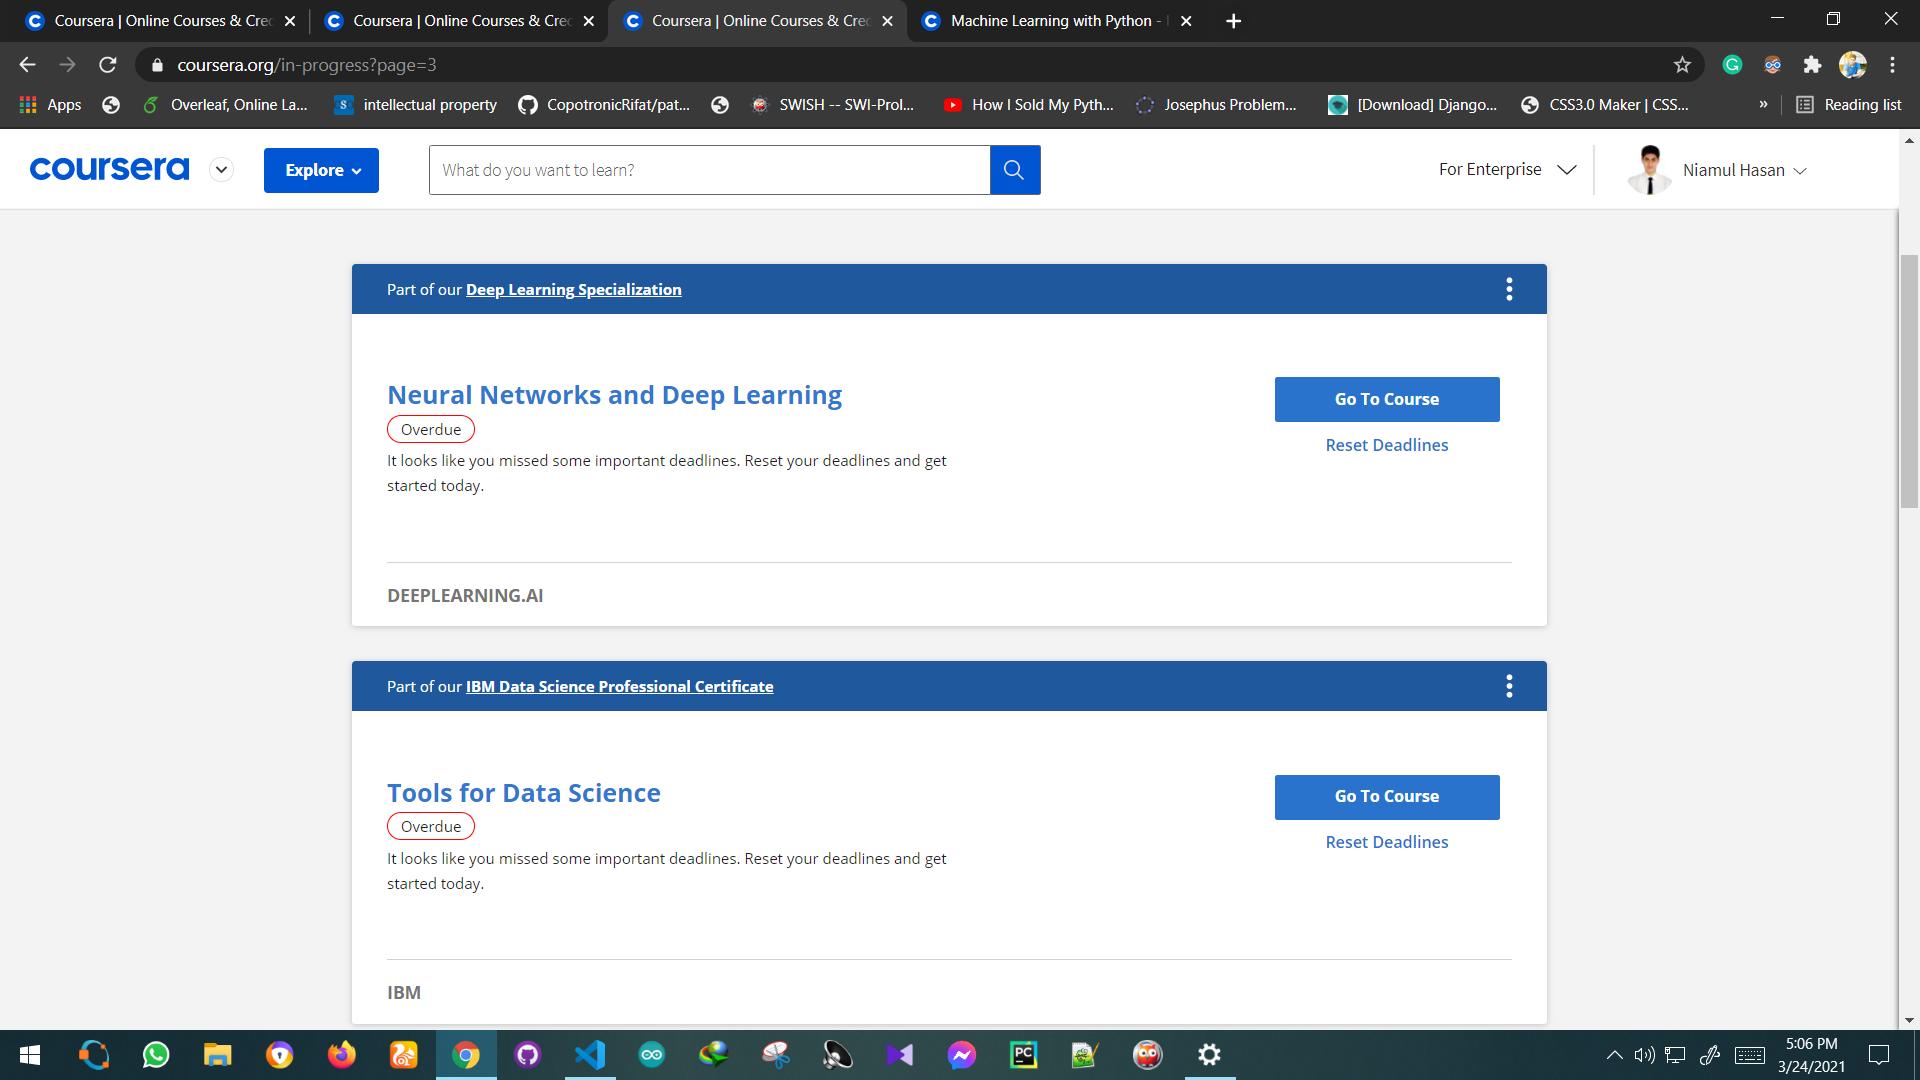 Coursera | Online Courses & Cred
Coursera | Online Courses & Cred
Coursera | Online Courses & Cred
Machine Learning with Python -
coursera.org/in-progress?page=3
Apps
Overleaf, Online La...
intellectual property
CopotronicRifat/pat...
SWISH -- SWI-Prol...
How I Sold My Pyth...
Josephus Problem...
[Download] Django...
CSS3.0 Maker | CSS...
»
Reading list
coursera
Explore
What do you want to learn?
For Enterprise
Niamul Hasan
Part of our Deep Learning Specialization
Neural Networks and Deep Learning
Go To Course
Overdue
Reset Deadlines
It looks like you missed some important deadlines. Reset your deadlines and get
started today.
DEEPLEARNING.AI
Part of our IBM Data Science Professional Certificate
Tools for Data Science
Go To Course
Overdue
Reset Deadlines
It looks like you missed some important deadlines. Reset your deadlines and get
started today.
IBM
5:06 PM
3/24/2021